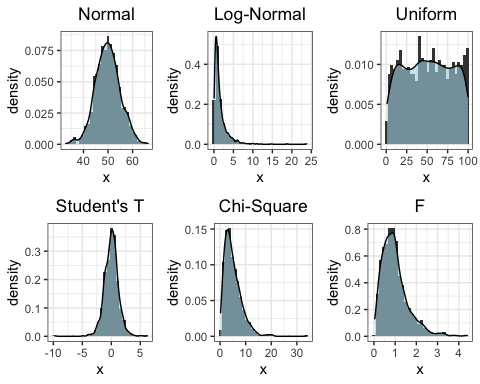 Normal
density
0.075
0.050
0.025
0.000
40 50 60
x
Log-Normal
density
0.4
0.2
0.0
0 5 10 15 20 25
x
Uniform
density
0.010
0.005
0.000
0 25 50 75 100
x
Student's T
density
0.3
0.2
0.1
0.0
-10 -5 0 5
x
Chi-Square
density
0.15
0.10
0.05
0.00
0 10 20 30
x
F
density
0.8
0.6
0.4
0.2
0.0
0 1 2 3 4
x